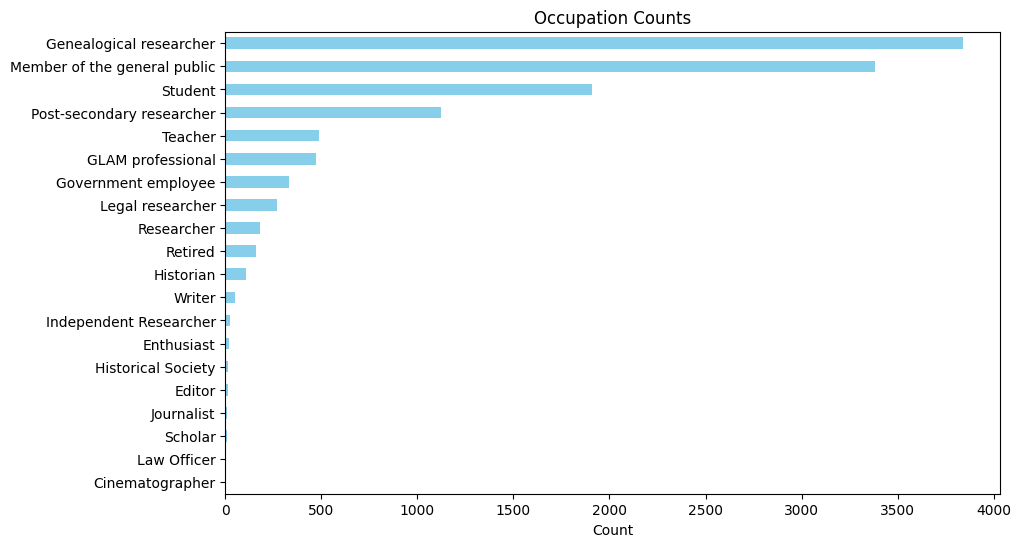 Occupation Counts
Genealogical researcher
Member of the general public
Student
Post-secondary researcher
Teacher
GLAM professional
Government employee
Legal researcher
Researcher
Retired
Historian
Writer
Independent Researcher
Enthusiast
Historical Society
Editor
Journalist
Scholar
Law Officer
Cinematographer
0 500 1000 1500 2000 2500 3000 3500 4000
Count